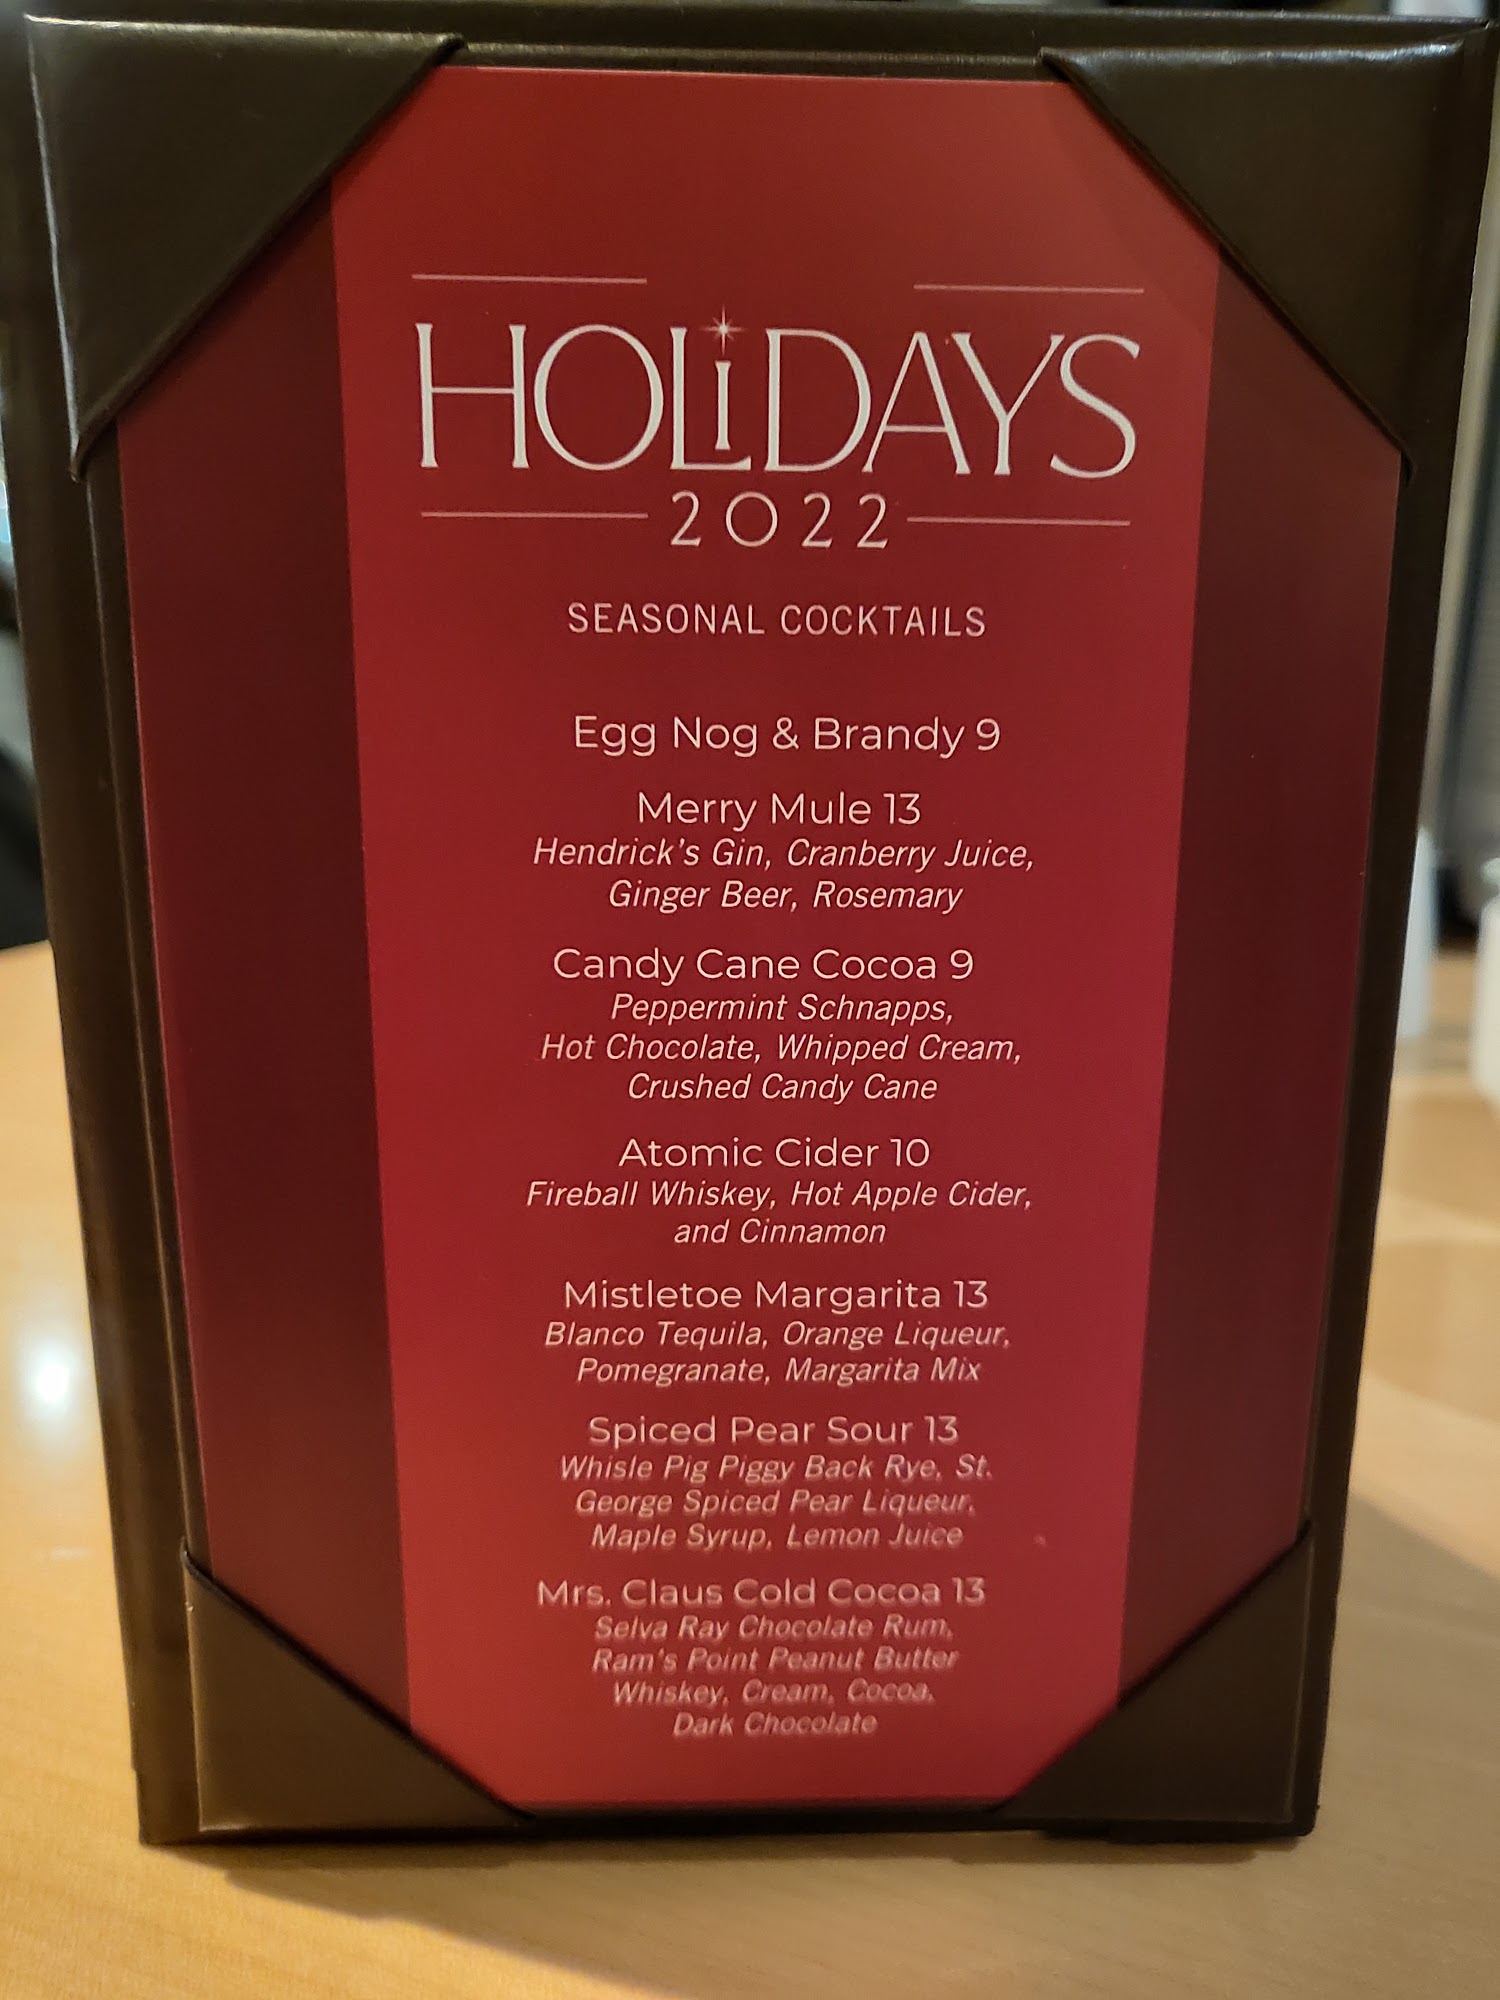 HOLiDAYS
2022
SEASONAL COCKTAILS
Egg Nog & Brandy 9
Merry Mule 13
Hendrick's Gin, Cranberry Juice,
Ginger Beer, Rosemary
Candy Cane Cocoa 9
Peppermint Schnapps,
Hot Chocolate, Whipped Cream,
Crushed Candy Cane
Atomic Cider 10
Fireball Whiskey, Hot Apple Cider,
and Cinnamon
Mistletoe Margarita 13
Blanco Tequila, Orange Liqueur,
Pomegranate, Margarita Mix
Spiced Pear Sour 13
Whisle Pig Piggy Back Rye, St.
George Spiced Pear Liqueur,
Maple Syrup, Lemon Juice
Mrs. Claus Cold Cocoa 13
Selva Ray Chocolate Rum,
Ram's Point Peanut Butter
Whiskey, Cream, Cocoa,
Dark Chocolate